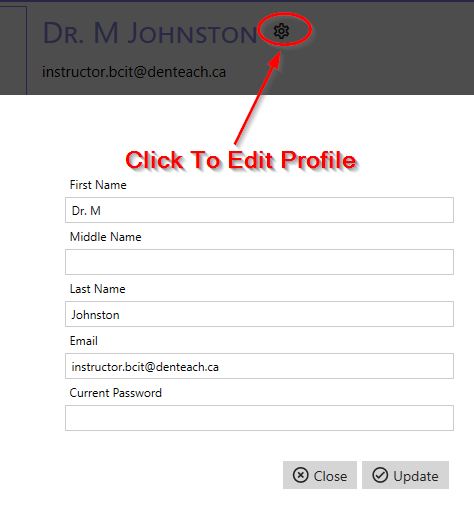 DR. M JOHNSTON
instructor.bcit@denteach.ca
Click To Edit Profile
First Name
Dr. M
Middle Name
Last Name
Johnston
Email
instructor.bcit@denteach.ca
Current Password
Close Update